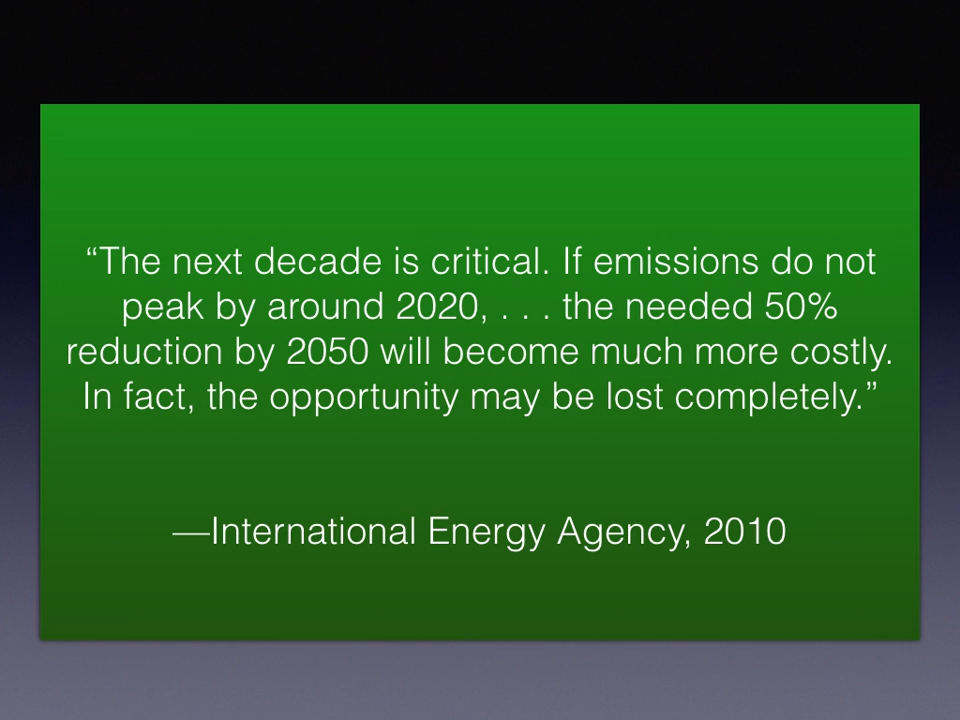 “The next decade is critical. If emissions do not
peak by around 2020, . . . the needed 50%
reduction by 2050 will become much more costly.
In fact, the opportunity may be lost completely.”
—International Energy Agency, 2010